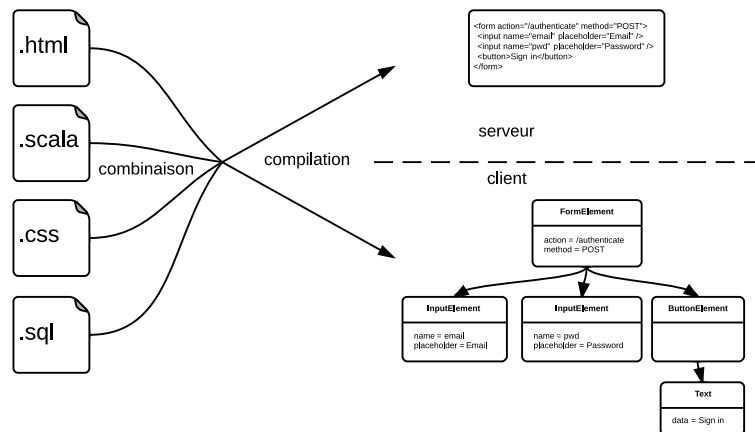 .html
.scala
.css
.sql
combinaison
compilation
<form action="/authenticate" method="POST">
<input name="email" placeholder="Email" />
<input name="pwd" placeholder="Password" />
<button>Sign in</button>
</form>
serveur
client
FormElement
action = /authenticate
method = POST
InputElement
name = email
placeholder = Email
InputElement
name = pwd
placeholder = Password
ButtonElement
Text
data = Sign in